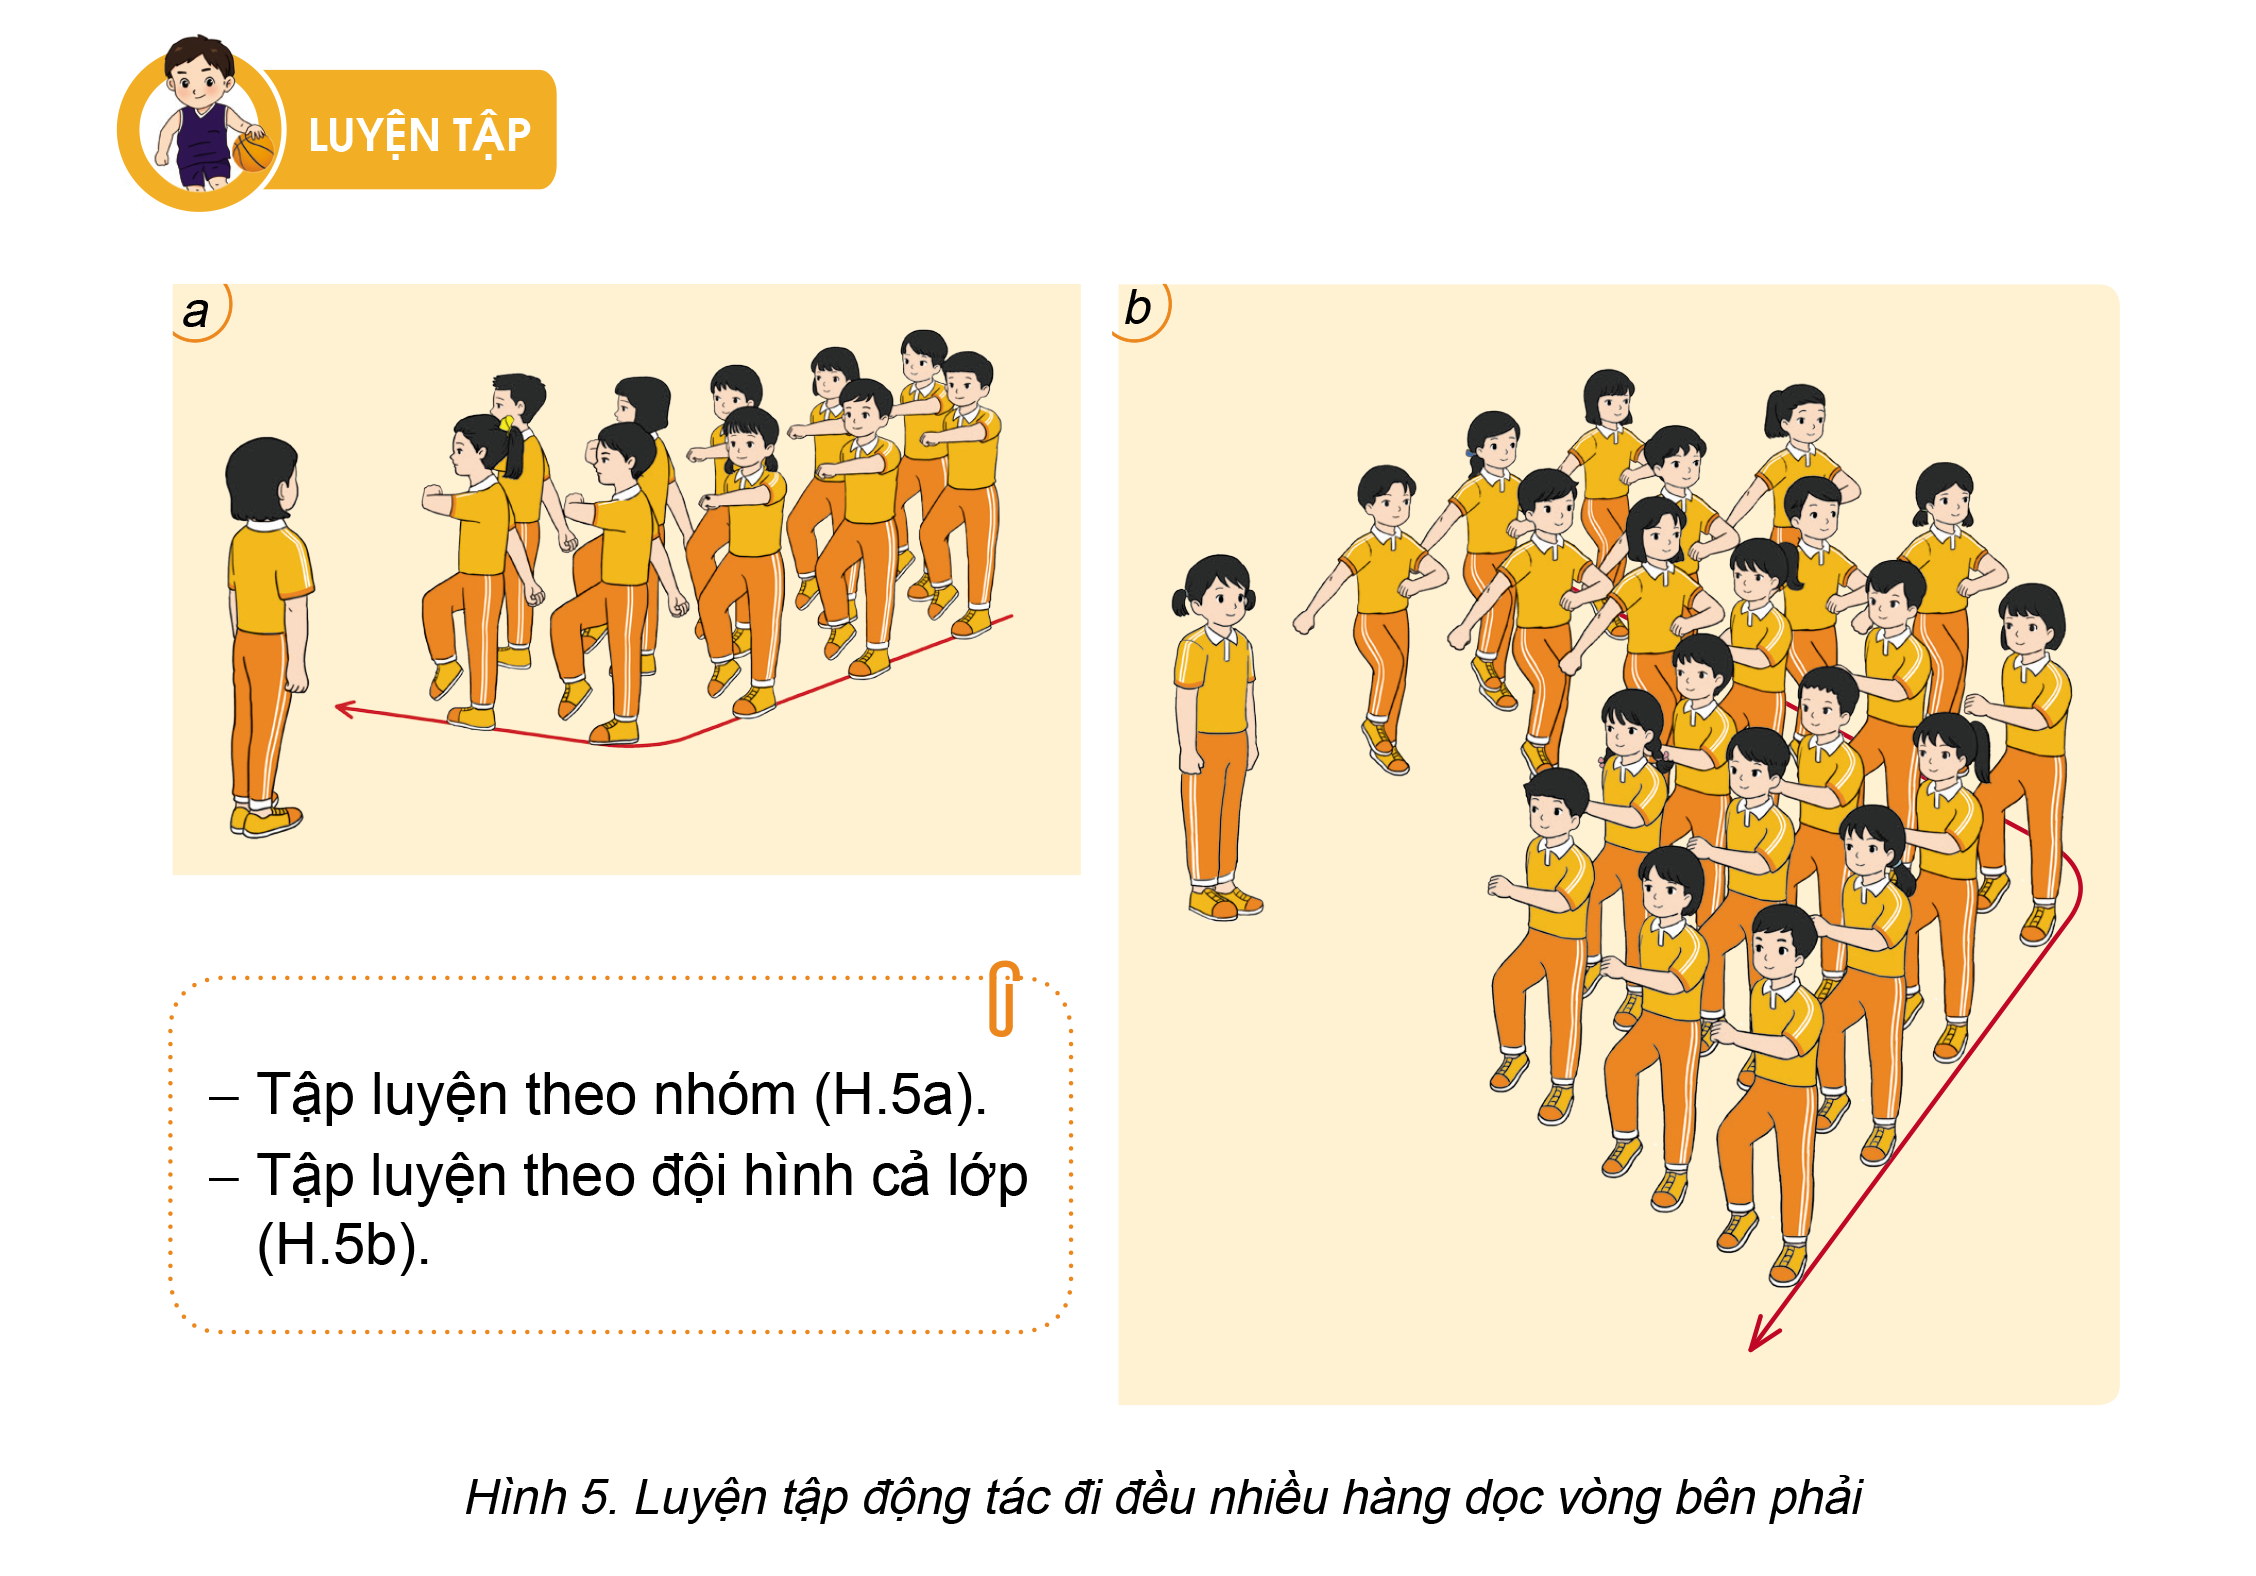 LUYỆN TẬP
a
b
– Tập luyện theo nhóm (H.5a).
– Tập luyện theo đội hình cả lớp
(H.5b).
Hình 5. Luyện tập động tác đi đều nhiều hàng dọc vòng bên phải